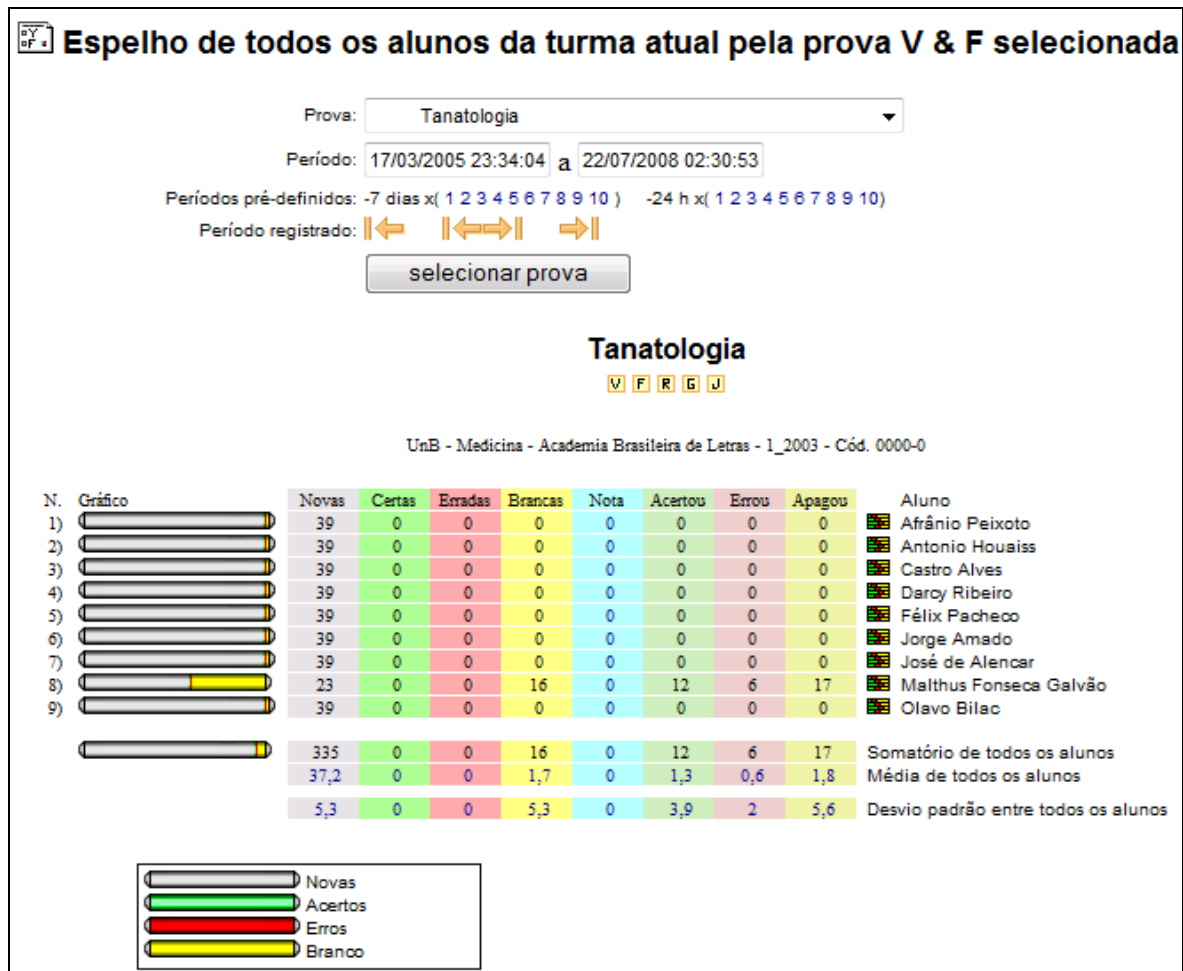 Espelho de todos os alunos da turma atual pela prova V & F selecionada
Prova: Tanatologia
Período: 17/03/2005 23:34:04 a 22/07/2008 02:30:53
Períodos pré-definidos: -7 dias x( 1 2 3 4 5 6 7 8 9 10 ) -24 h x( 1 2 3 4 5 6 7 8 9 10)
Período registrado:
selecionar prova
Tanatologia
V F R G J
UnB - Medicina - Academia Brasileira de Letras - 1_2003 - Cód. 0000-0
N. Gráfico Novas Certas Erradas Brancas Nota Acertou Errou Apagou Aluno
1) 39 0 0 0 0 0 0 0 Afrânio Peixoto
2) 39 0 0 0 0 0 0 0 Antonio Houaiss
3) 39 0 0 0 0 0 0 0 Castro Alves
4) 39 0 0 0 0 0 0 0 Darcy Ribeiro
5) 39 0 0 0 0 0 0 0 Félix Pacheco
6) 39 0 0 0 0 0 0 0 Jorge Amado
7) 39 0 0 0 0 0 0 0 José de Alencar
8) 23 0 0 16 0 12 6 17 Malthus Fonseca Galvão
9) 39 0 0 0 0 0 0 0 Olavo Bilac
335 0 0 16 0 12 6 17 Somatório de todos os alunos
37,2 0 0 1,7 0 1,3 0,6 1,8 Média de todos os alunos
5,3 0 0 5,3 0 3,9 2 5,6 Desvio padrão entre todos os alunos
Novas
Acertos
Erros
Branco